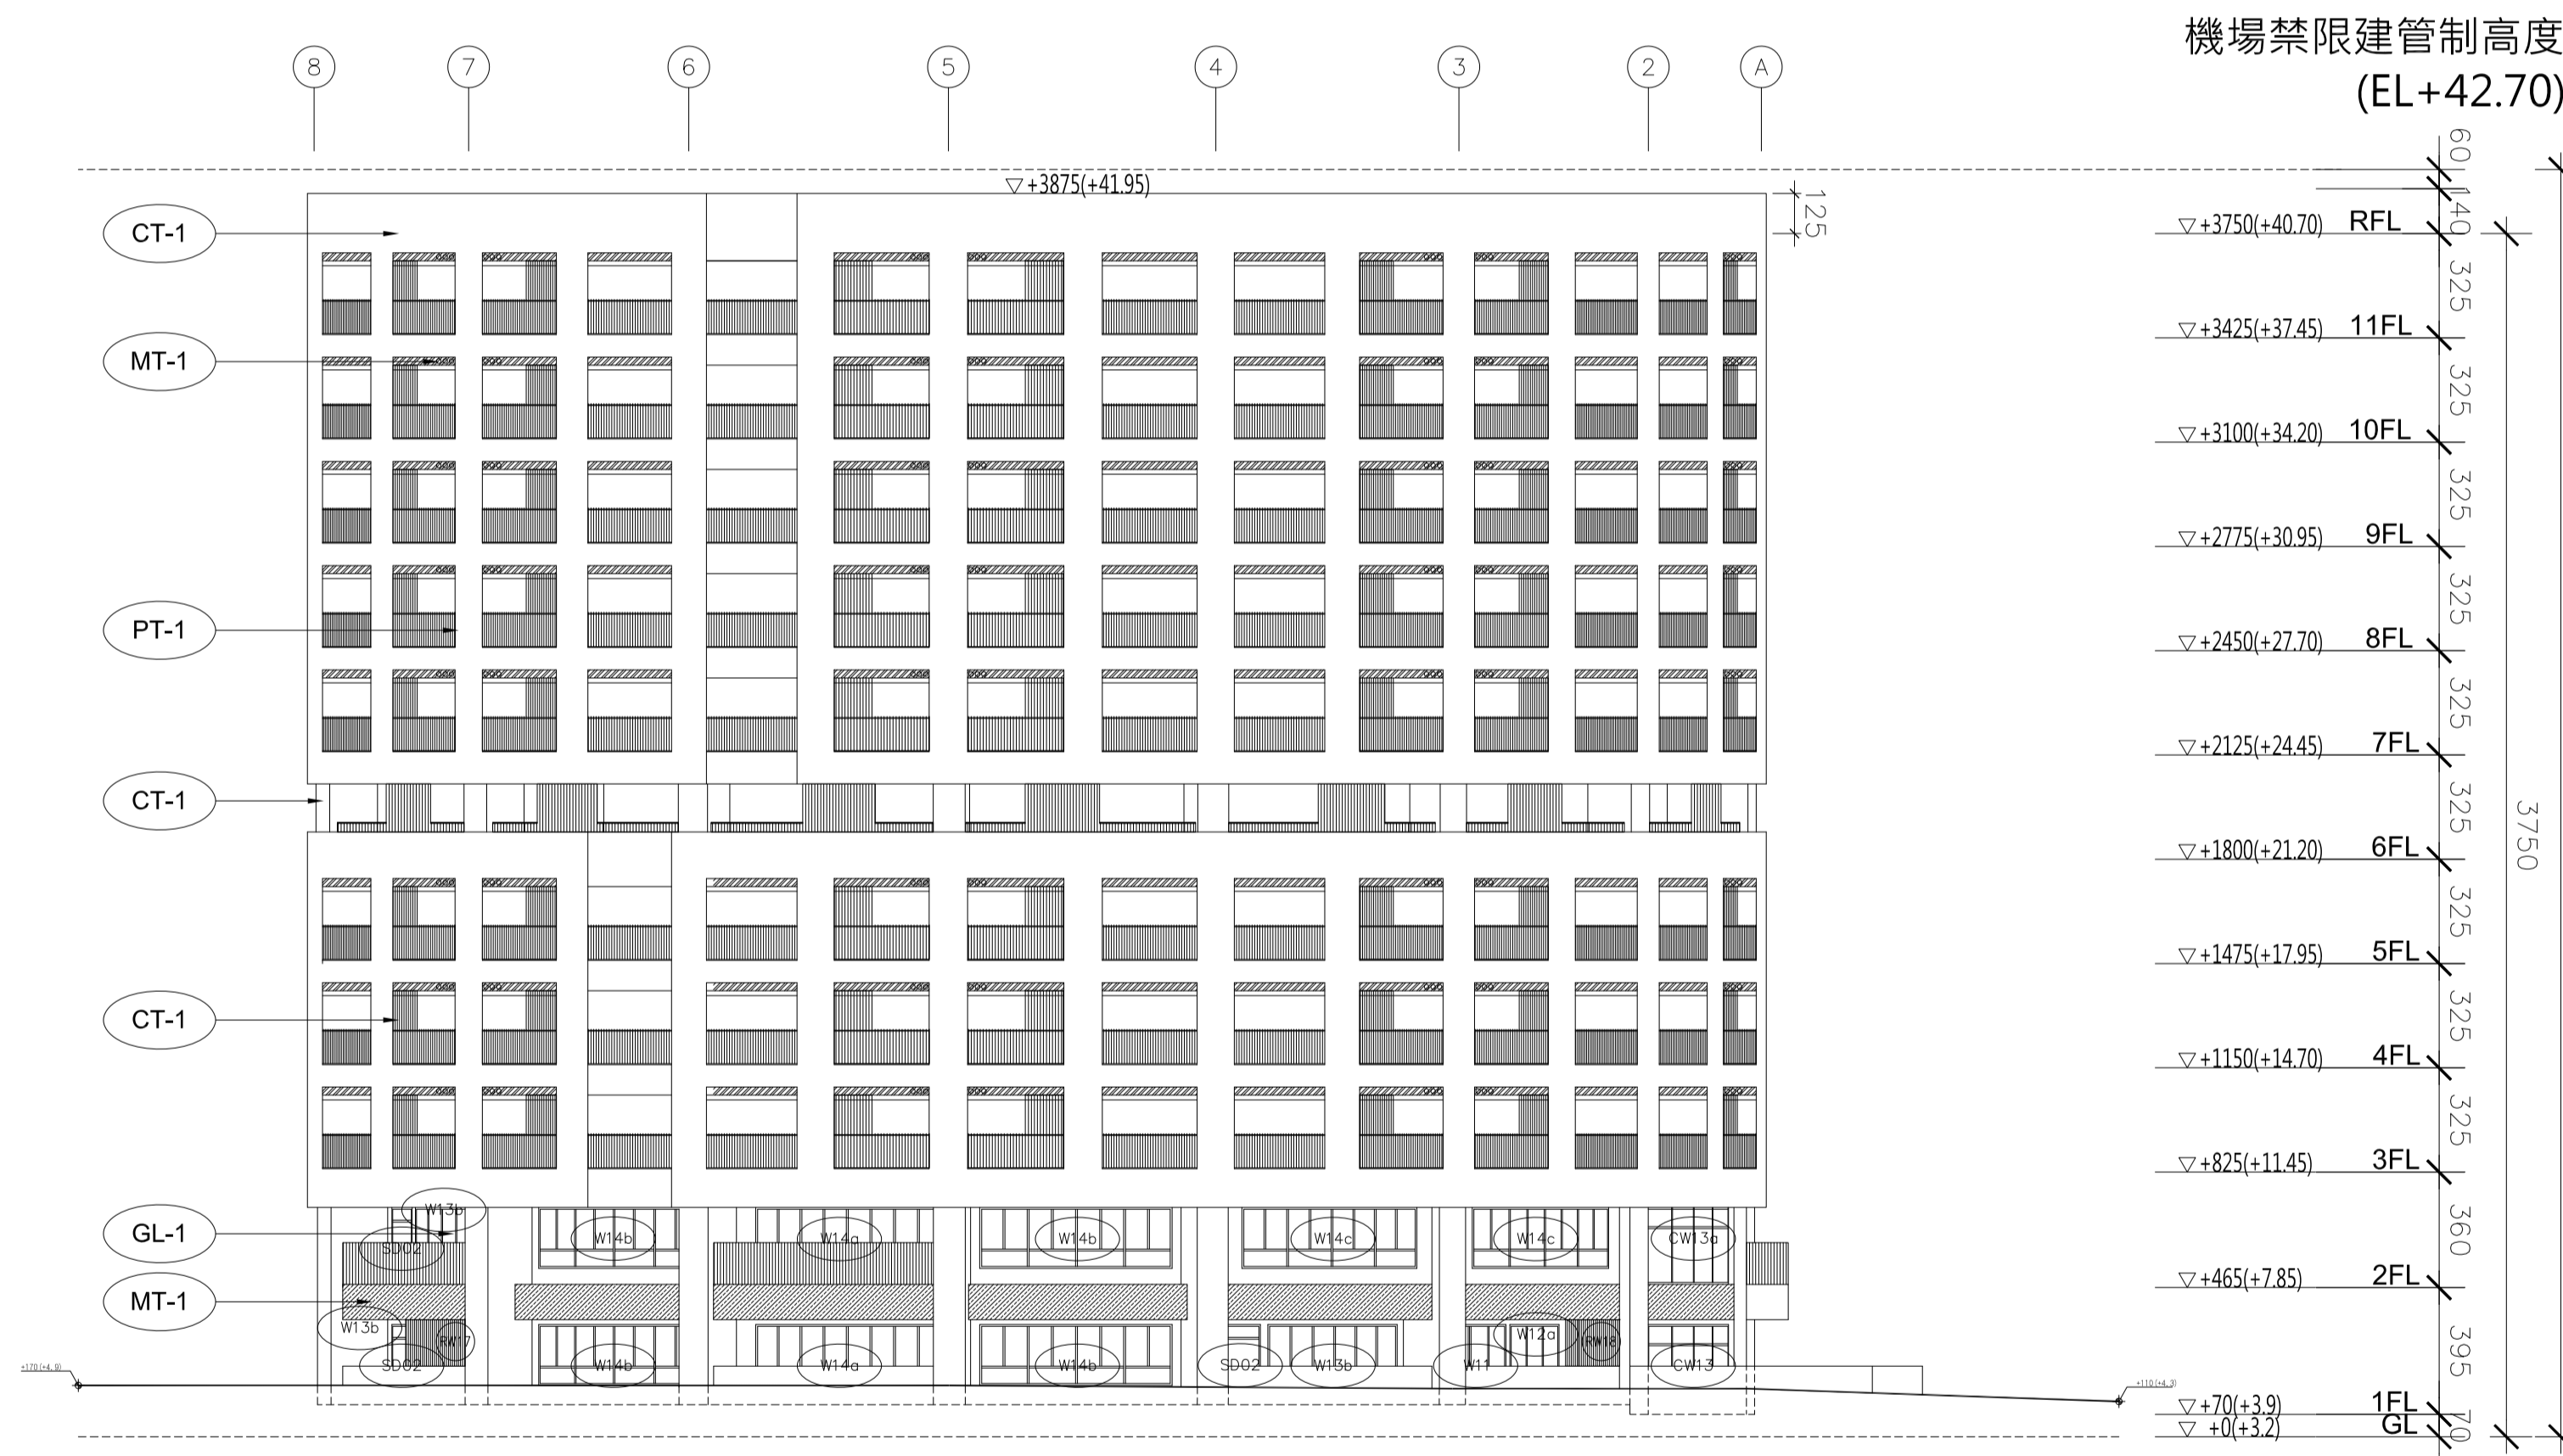 機場禁限建管制高度
(EL+42.70)
8 7 6 5 4 3 2 A
60
+3875(+41.95)
125
140
CT-1
+3750(+40.70) RFL
325
+3425(+37.45) 11FL
MT-1
325
+3100(+34.20) 10FL
325
+2775(+30.95) 9FL
325
PT-1
+2450(+27.70) 8FL
325
+2125(+24.45) 7FL
CT-1
325
3750
+1800(+21.20) 6FL
325
+1475(+17.95) 5FL
CT-1
325
+1150(+14.70) 4FL
325
+825(+11.45) 3FL
W13b
GL-1
SD02 W14b W14a W14b W14c W14c CW13a
360
+465(+7.85) 2FL
MT-1
W13b RW17 W12a RW18
SD02 W14b W14a W14b SD02 W13b W11 CW13
395
+170(+4.9)
+110(+4.3)
+70(+3.9) 1FL
70
+0(+3.2) GL